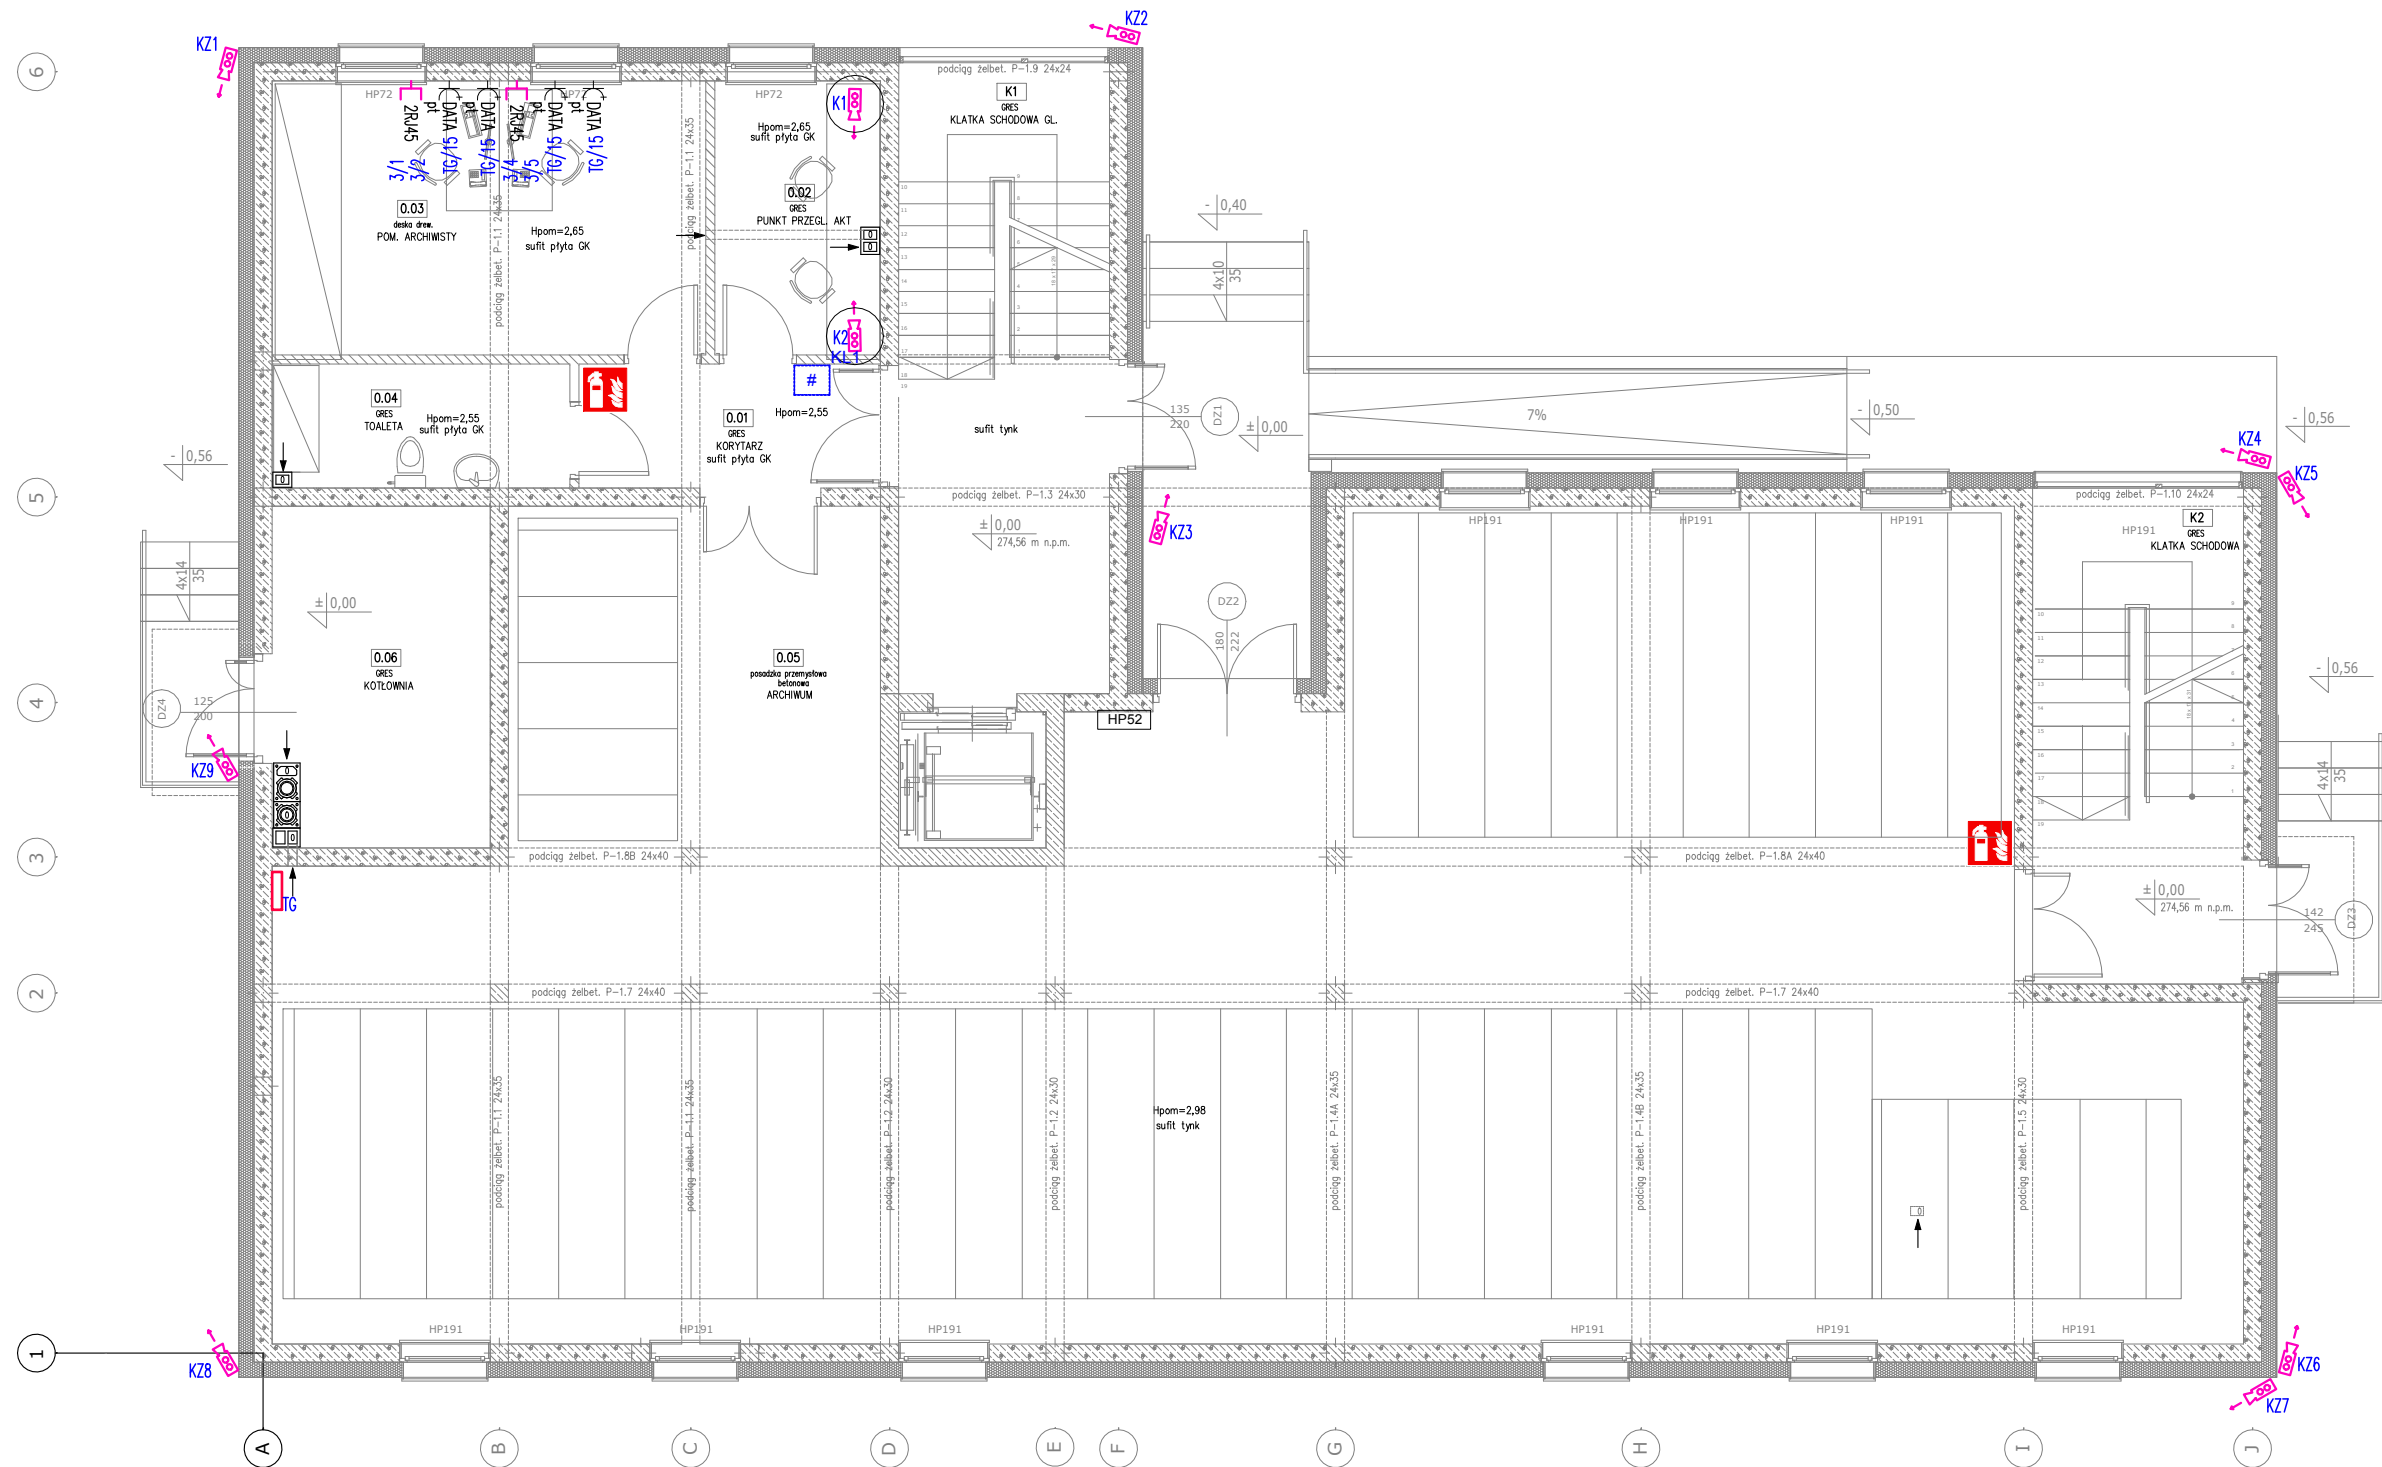 KZ1
KZ2
6
podciąg żelbet. P-1.9 24x24
HP72
HP72
HP72
K1
GRES
KLATKA SCHODOWA GL.
K1
Hpom=2,65
sufit płyta GK
2RJ45
pt
DATA
pt
DATA
2RJ45
pt
DATA
pt
DATA
3/1
3/2
TG/15
TG/15
3/4
3/5
TG/15
TG/15
podciąg żelbet. P-1.1 24x35
podciąg żelbet. P-1.1 24x35
0.02
GRES
PUNKT PRZEGL. AKT
0.03
deska drew.
POM. ARCHIWISTY
Hpom=2,65
sufit płyta GK
- 0,40
4x10
35
K2
KL1
#
0.04
GRES
TOALETA
Hpom=2,55
sufit płyta GK
0.01
GRES
KORYTARZ
sufit płyta GK
Hpom=2,55
sufit tynk
135
220
DZ1
± 0,00
7%
- 0,50
- 0,56
KZ4
KZ5
- 0,56
5
podciąg żelbet. P-1.3 24x30
± 0,00
274,56 m n.p.m.
KZ3
HP191
HP191
HP191
podciąg żelbet. P-1.10 24x24
HP191
K2
GRES
KLATKA SCHODOWA
4x14
35
± 0,00
DZ2
180
222
0.06
GRES
KOTŁOWNIA
0.05
posadzka przemysłowa
betonowa
ARCHIWUM
- 0,56
4
DZ4
125
200
HP52
KZ9
4x14
35
3
podciąg żelbet. P-1.8B 24x40
podciąg żelbet. P-1.8A 24x40
TG
± 0,00
274,56 m n.p.m.
142
245
DZ3
2
podciąg żelbet. P-1.7 24x40
podciąg żelbet. P-1.7 24x40
podciąg żelbet. P-1.1 24x35
podciąg żelbet. P-1.1 24x35
podciąg żelbet. P-1.2 24x30
podciąg żelbet. P-1.2 24x30
Hpom=2,98
sufit tynk
podciąg żelbet. P-1.4A 24x35
podciąg żelbet. P-1.4B 24x35
podciąg żelbet. P-1.5 24x30
HP191
HP191
HP191
HP191
HP191
HP191
1
KZ8
KZ6
KZ7
A
B
C
D
E
F
G
H
I
J